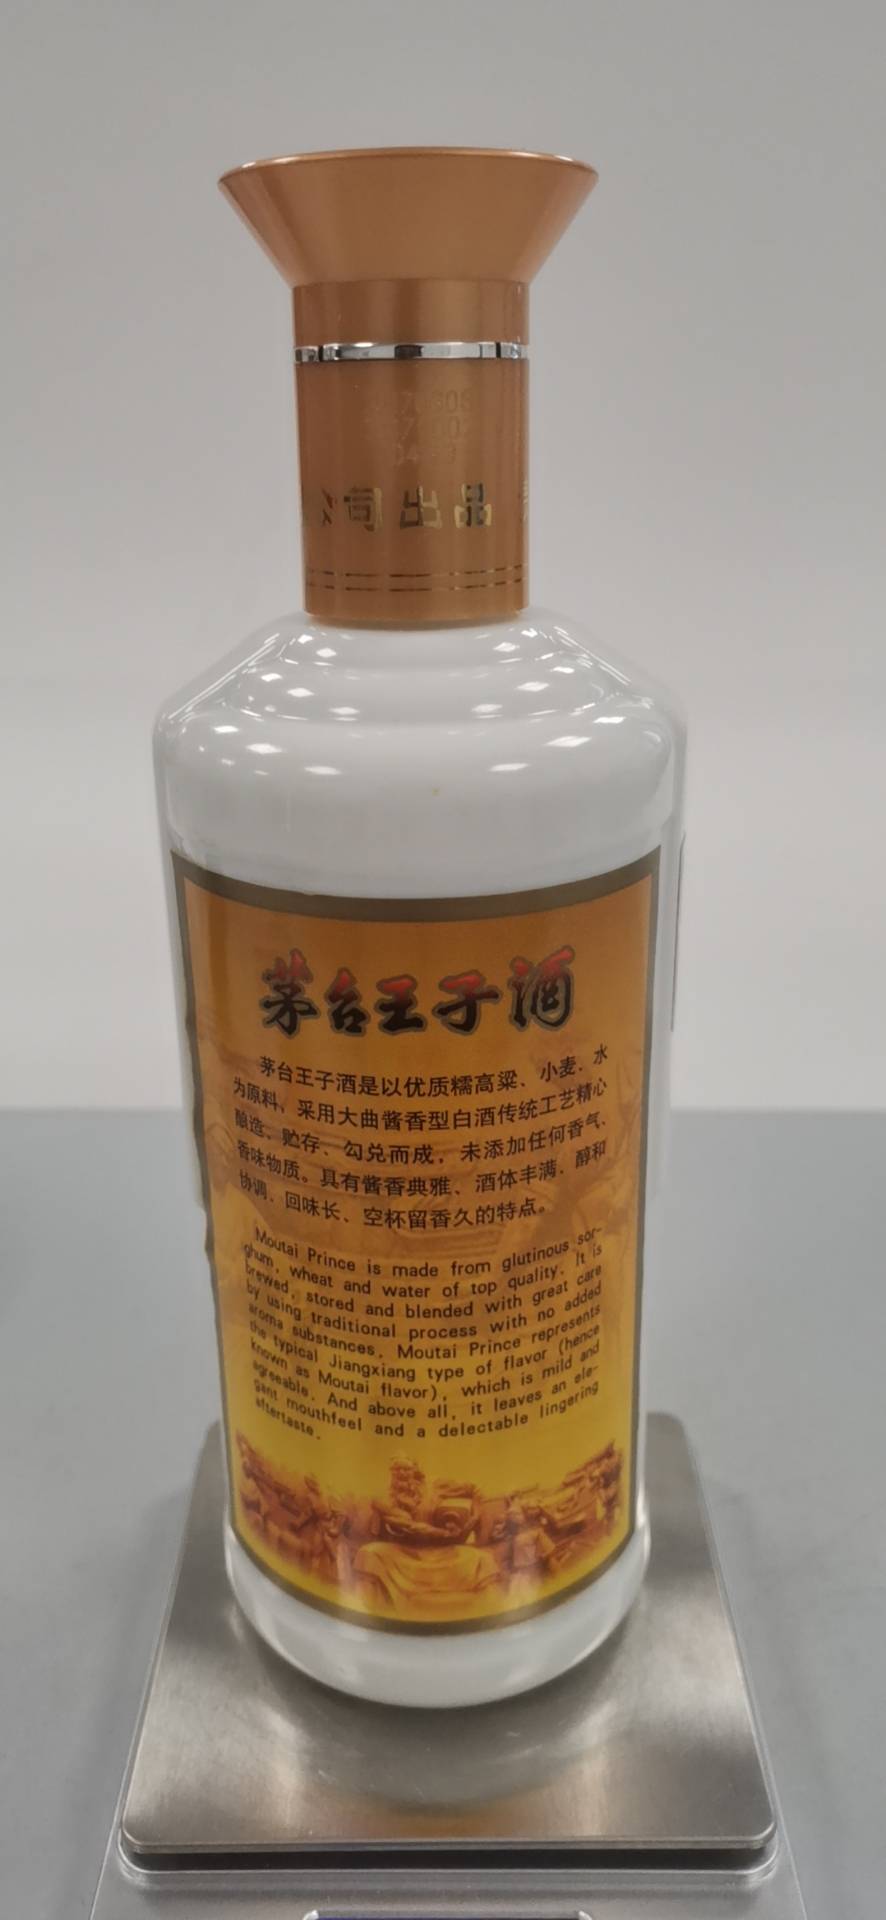 公司出品
茅台王子酒
茅台王子酒是以优质糯高粱、小麦、水
为原料，采用大曲酱香型白酒传统工艺精心
酿造、贮存、勾兑而成，未添加任何香气、
香味物质。具有酱香典雅、酒体丰满、醇和
协调、回味长、空杯留香久的特点。
Moutai Prince is made from glutinous sor-
ghum, wheat and water of top quality. It is
brewed, stored and blended with great care
by using traditional process with no added
aroma substances. Moutai Prince represents
the typical Jiangxiang type of flavor (hence
known as Moutai flavor), which is mild and
agreeable. And above all, it leaves an ele-
gant mouthfeel and a delectable lingering
aftertaste.